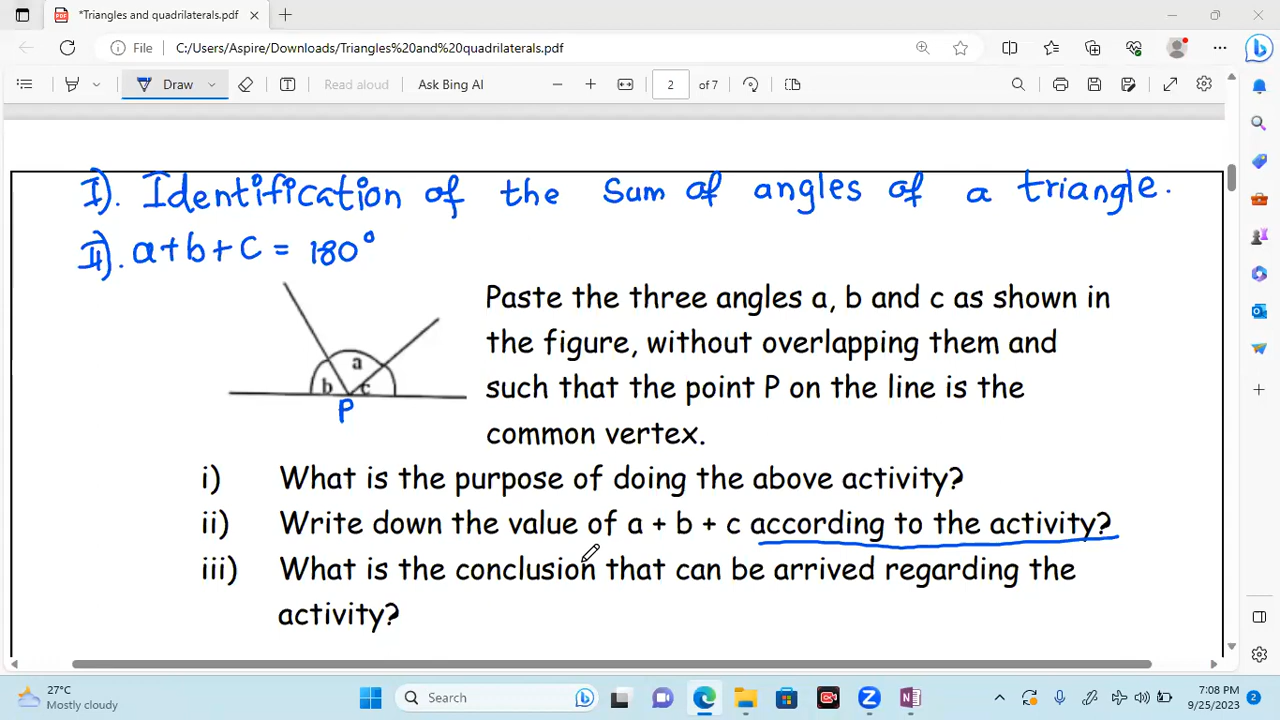 *Triangles and quadrilaterals.pdf
File
C:/Users/Aspire/Downloads/Triangles%20and%20quadrilaterals.pdf
Draw
Read aloud
Ask Bing AI
2
of 7
I). Identification of the Sum of angles of a triangle.
II). a+b+c = 180°
a
b
c
P
Paste the three angles a, b and c as shown in
the figure, without overlapping them and
such that the point P on the line is the
common vertex.
i) What is the purpose of doing the above activity?
ii) Write down the value of a + b + c according to the activity?
iii) What is the conclusion that can be arrived regarding the
activity?
27°C
Mostly cloudy
Search
7:08 PM
9/25/2023
2